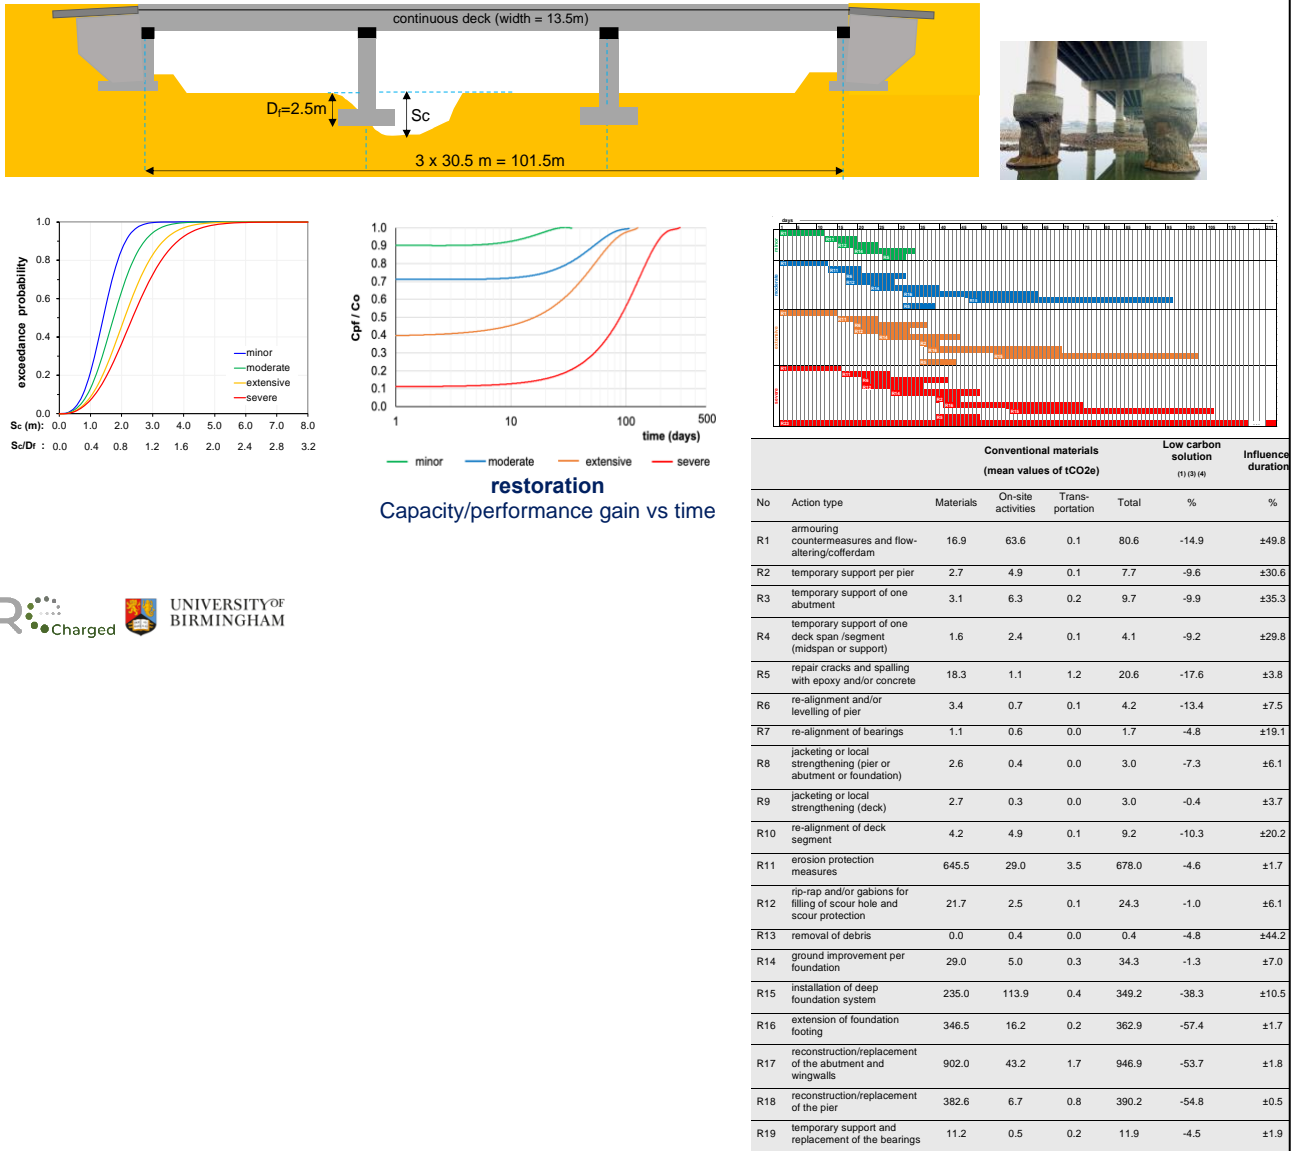 continuous deck (width = 13.5m)
Df=2.5m
Sc
3 x 30.5 m = 101.5m
exceedance probability
1.0
0.8
0.6
0.4
0.2
0.0
minor
moderate
extensive
severe
Sc (m): 0.0 1.0 2.0 3.0 4.0 5.0 6.0 7.0 8.0
Sc/Df : 0.0 0.4 0.8 1.2 1.6 2.0 2.4 2.8 3.2
Cpf / Co
1.0
0.9
0.8
0.7
0.6
0.5
0.4
0.3
0.2
0.1
0.0
1 10 100 500
time (days)
minor moderate extensive severe
restoration
Capacity/performance gain vs time
days
Conventional materials
(mean values of tCO2e)
Low carbon
solution
(1) (3) (4)
Influence
duration
No Action type Materials On-site activities Trans-portation Total % %
R1 armouring countermeasures and flow-altering/cofferdam 16.9 63.6 0.1 80.6 -14.9 ±49.8
R2 temporary support per pier 2.7 4.9 0.1 7.7 -9.6 ±30.6
R3 temporary support of one abutment 3.1 6.3 0.2 9.7 -9.9 ±35.3
R4 temporary support of one deck span /segment (midspan or support) 1.6 2.4 0.1 4.1 -9.2 ±29.8
R5 repair cracks and spalling with epoxy and/or concrete 18.3 1.1 1.2 20.6 -17.6 ±3.8
R6 re-alignment and/or levelling of pier 3.4 0.7 0.1 4.2 -13.4 ±7.5
R7 re-alignment of bearings 1.1 0.6 0.0 1.7 -4.8 ±19.1
R8 jacketing or local strengthening (pier or abutment or foundation) 2.6 0.4 0.0 3.0 -7.3 ±6.1
R9 jacketing or local strengthening (deck) 2.7 0.3 0.0 3.0 -0.4 ±3.7
R10 re-alignment of deck segment 4.2 4.9 0.1 9.2 -10.3 ±20.2
R11 erosion protection measures 645.5 29.0 3.5 678.0 -4.6 ±1.7
R12 rip-rap and/or gabions for filling of scour hole and scour protection 21.7 2.5 0.1 24.3 -1.0 ±6.1
R13 removal of debris 0.0 0.4 0.0 0.4 -4.8 ±44.2
R14 ground improvement per foundation 29.0 5.0 0.3 34.3 -1.3 ±7.0
R15 installation of deep foundation system 235.0 113.9 0.4 349.2 -38.3 ±10.5
R16 extension of foundation footing 346.5 16.2 0.2 362.9 -57.4 ±1.7
R17 reconstruction/replacement of the abutment and wingwalls 902.0 43.2 1.7 946.9 -53.7 ±1.8
R18 reconstruction/replacement of the pier 382.6 6.7 0.8 390.2 -54.8 ±0.5
R19 temporary support and replacement of the bearings 11.2 0.5 0.2 11.9 -4.5 ±1.9
Charged
UNIVERSITY OF
BIRMINGHAM